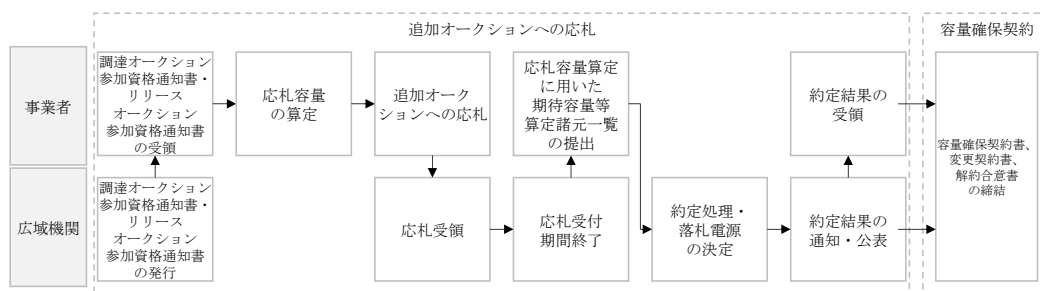 追加オークションへの応札
容量確保契約
事業者
調達オークション
参加資格通知書・
リリース
オークション
参加資格通知書
の受領
応札容量
の算定
追加オーク
ションへの応札
応札容量算定
に用いた
期待容量等
算定諸元一覧
の提出
約定結果の
受領
容量確保契約書、
変更契約書、
解約合意書
の締結
広域機関
調達オークション
参加資格通知書・
リリース
オークション
参加資格通知書
の発行
応札受領
応札受付
期間終了
約定処理・
落札電源
の決定
約定結果の
通知・公表